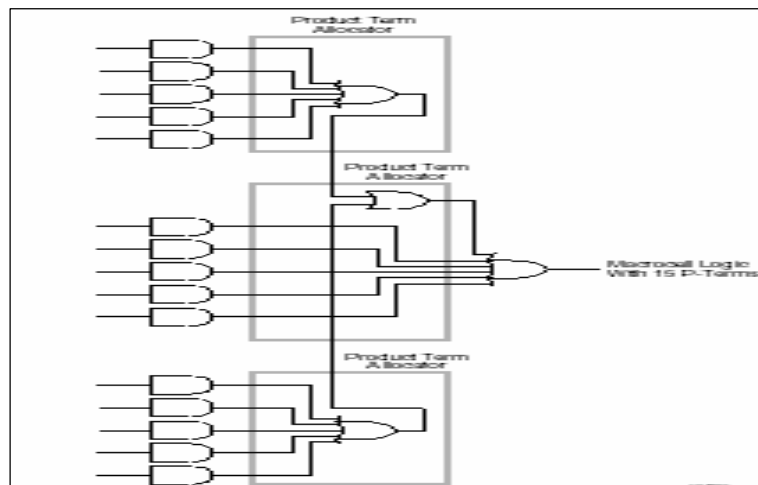 Product Term
Allocator
Product Term
Allocator
Macrocell Logic
With 15 P-Terms
Product Term
Allocator